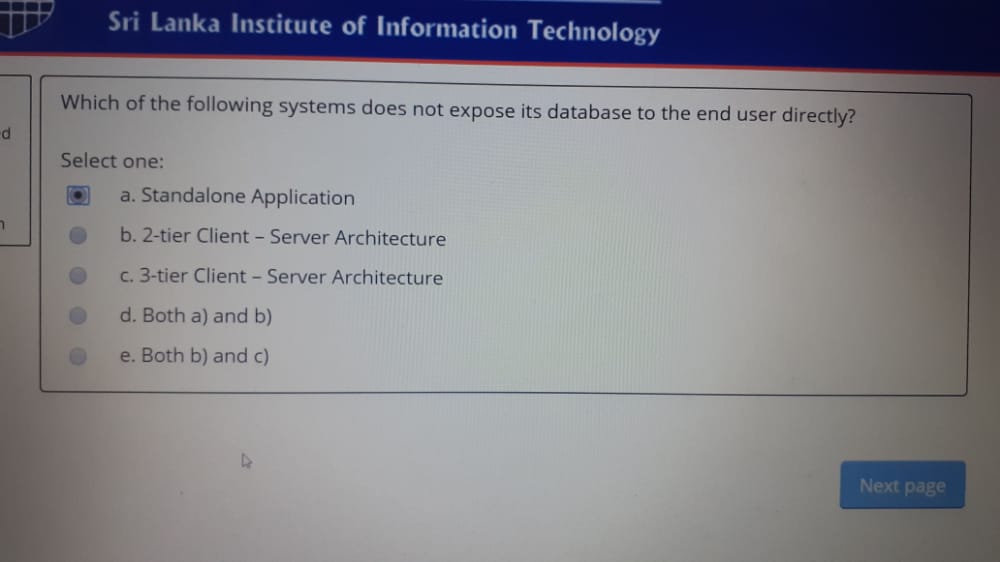 Sri Lanka Institute of Information Technology
Which of the following systems does not expose its database to the end user directly?
Select one:
a. Standalone Application
b. 2-tier Client – Server Architecture
c. 3-tier Client – Server Architecture
d. Both a) and b)
e. Both b) and c)
Next page